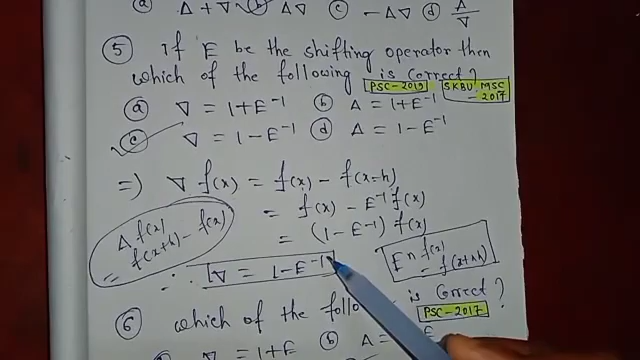 (a) Δ + ∇ (b) Δ∇ (c) - Δ∇ (d) Δ/∇
(5) If E be the shifting operator then
which of the following is correct?
PSC-2019 SKBU MSC -2017
(a) ∇ = 1+E⁻¹ (b) Δ = 1+E⁻¹
(c) ∇ = 1-E⁻¹ (d) Δ = 1-E⁻¹
=) ∇ f(x) = f(x) - f(x-h)
= f(x) - E⁻¹ f(x)
= (1-E⁻¹) f(x)
Δ f(x)
= f(x+h) - f(x)
Eⁿ f(x)
= f(x+nh)
∴ ∇ = 1-E⁻¹
(6) which of the is correct?
PSC-2017
∇ = 1+E (b) Δ =